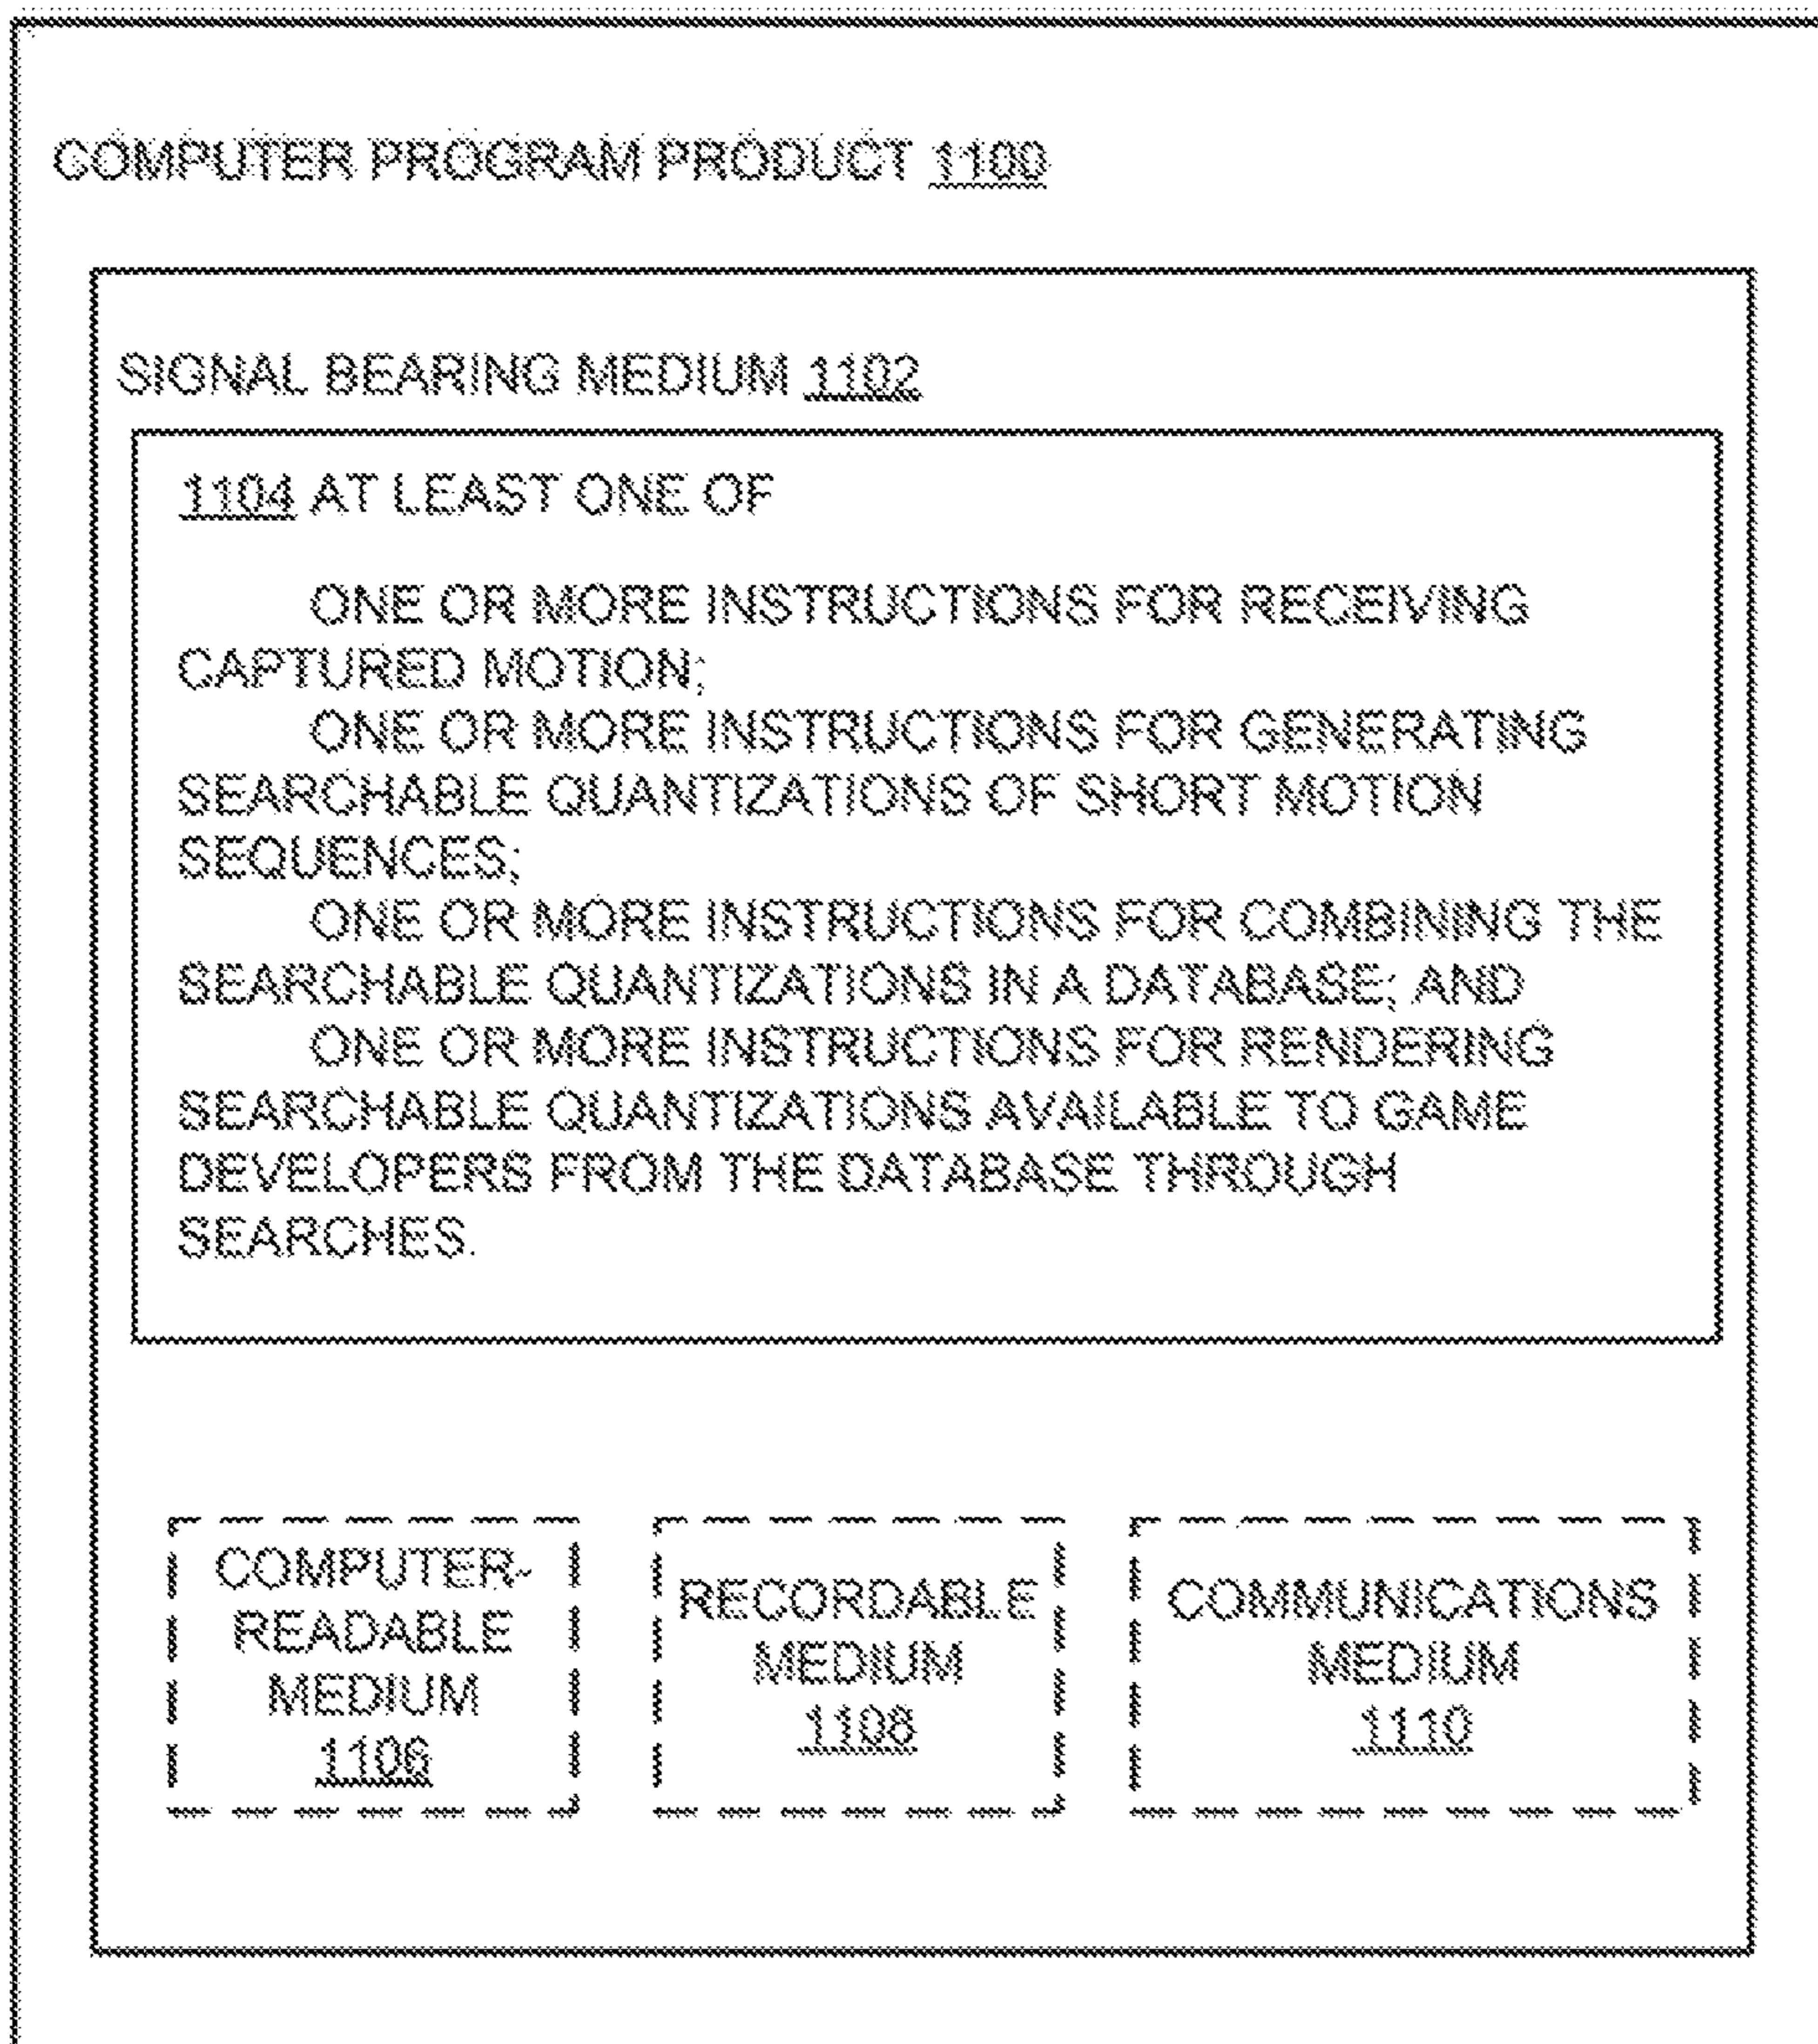 COMPUTER PROGRAM PRODUCT 1100
SIGNAL BEARING MEDIUM 1102
1104 AT LEAST ONE OF
ONE OR MORE INSTRUCTIONS FOR RECEIVING
CAPTURED MOTION;
ONE OR MORE INSTRUCTIONS FOR GENERATING
SEARCHABLE QUANTIZATIONS OF SHORT MOTION
SEQUENCES;
ONE OR MORE INSTRUCTIONS FOR COMBINING THE
SEARCHABLE QUANTIZATIONS IN A DATABASE; AND
ONE OR MORE INSTRUCTIONS FOR RENDERING
SEARCHABLE QUANTIZATIONS AVAILABLE TO GAME
DEVELOPERS FROM THE DATABASE THROUGH
SEARCHES.
COMPUTER-
READABLE
MEDIUM
1106
RECORDABLE
MEDIUM
1108
COMMUNICATIONS
MEDIUM
1110